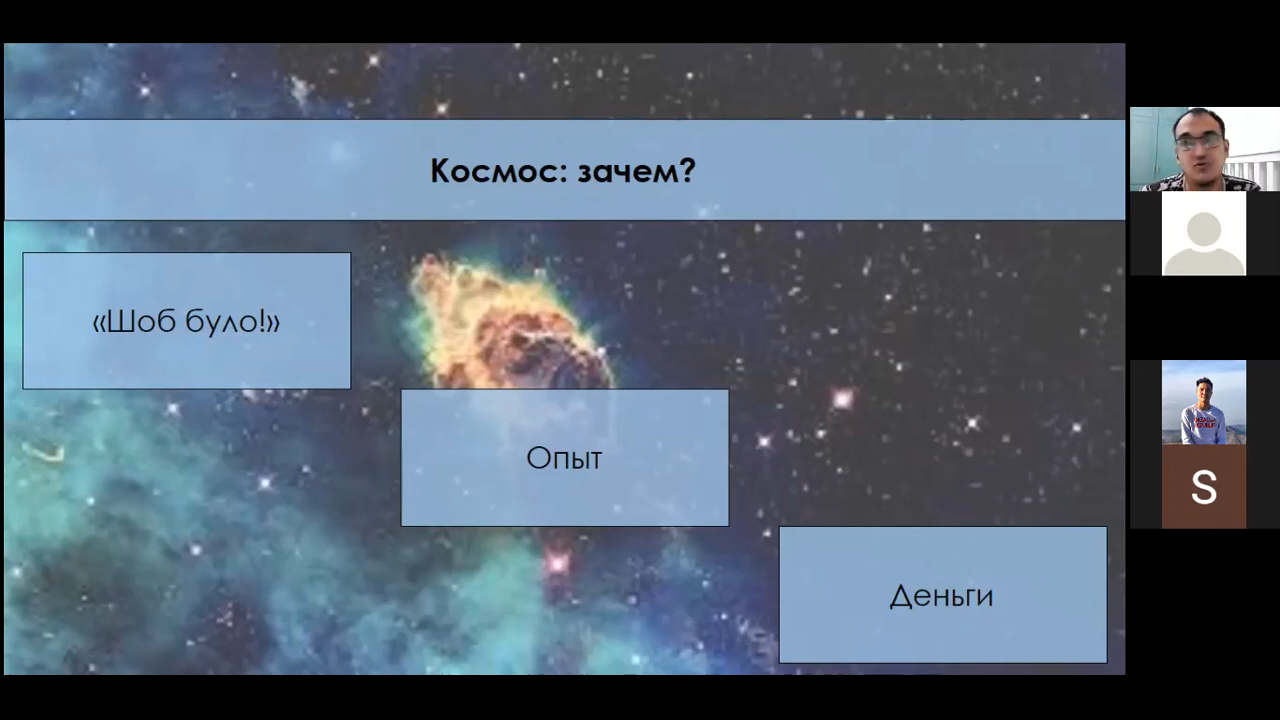 Космос: зачем?
«Шоб було!»
Опыт
Деньги
S